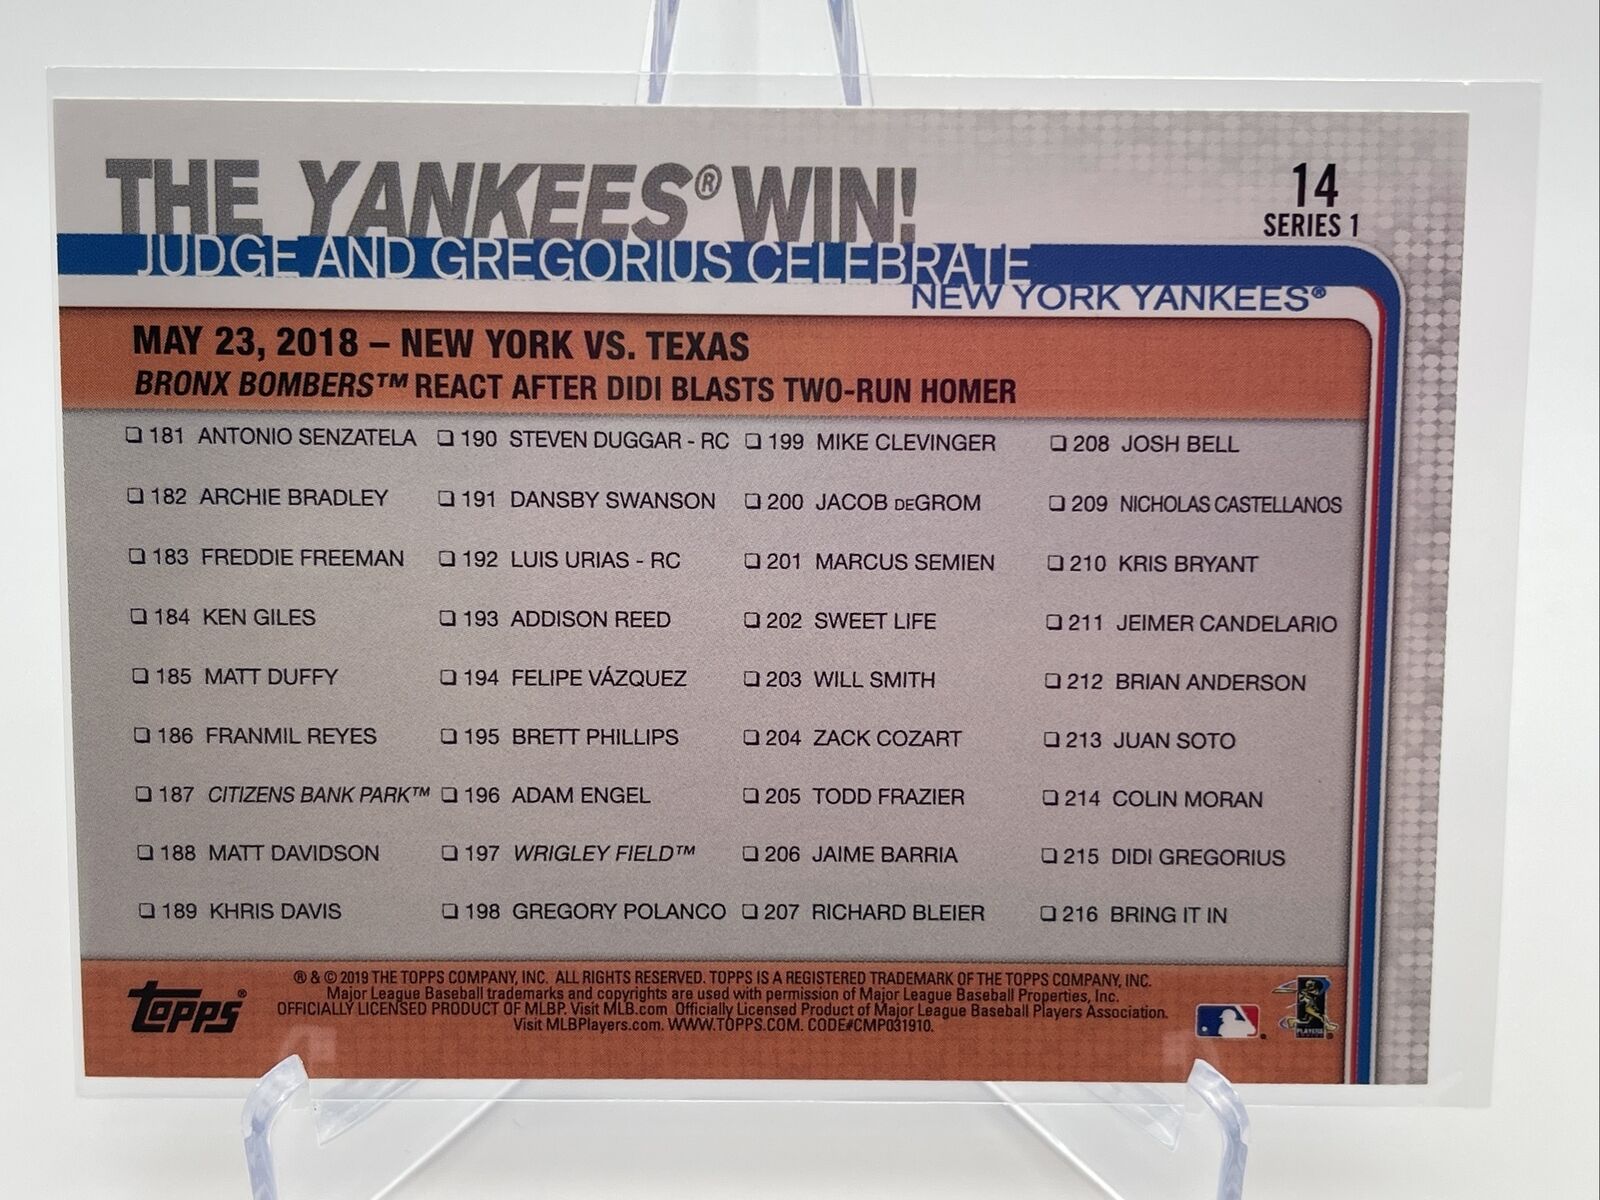 THE YANKEES® WIN!
14
SERIES 1
JUDGE AND GREGORIUS CELEBRATE
NEW YORK YANKEES®
MAY 23, 2018 – NEW YORK VS. TEXAS
BRONX BOMBERS™ REACT AFTER DIDI BLASTS TWO-RUN HOMER
❏ 181 ANTONIO SENZATELA
❏ 182 ARCHIE BRADLEY
❏ 183 FREDDIE FREEMAN
❏ 184 KEN GILES
❏ 185 MATT DUFFY
❏ 186 FRANMIL REYES
❏ 187 CITIZENS BANK PARK™
❏ 188 MATT DAVIDSON
❏ 189 KHRIS DAVIS
❏ 190 STEVEN DUGGAR - RC
❏ 191 DANSBY SWANSON
❏ 192 LUIS URIAS - RC
❏ 193 ADDISON REED
❏ 194 FELIPE VÁZQUEZ
❏ 195 BRETT PHILLIPS
❏ 196 ADAM ENGEL
❏ 197 WRIGLEY FIELD™
❏ 198 GREGORY POLANCO
❏ 199 MIKE CLEVINGER
❏ 200 JACOB DEGROM
❏ 201 MARCUS SEMIEN
❏ 202 SWEET LIFE
❏ 203 WILL SMITH
❏ 204 ZACK COZART
❏ 205 TODD FRAZIER
❏ 206 JAIME BARRIA
❏ 207 RICHARD BLEIER
❏ 208 JOSH BELL
❏ 209 NICHOLAS CASTELLANOS
❏ 210 KRIS BRYANT
❏ 211 JEIMER CANDELARIO
❏ 212 BRIAN ANDERSON
❏ 213 JUAN SOTO
❏ 214 COLIN MORAN
❏ 215 DIDI GREGORIUS
❏ 216 BRING IT IN
topps®
® & © 2019 THE TOPPS COMPANY, INC. ALL RIGHTS RESERVED. TOPPS IS A REGISTERED TRADEMARK OF THE TOPPS COMPANY, INC.
Major League Baseball trademarks and copyrights are used with permission of Major League Baseball Properties, Inc.
OFFICIALLY LICENSED PRODUCT OF MLBP. Visit MLB.com Officially Licensed Product of Major League Baseball Players Association.
Visit MLBPlayers.com. WWW.TOPPS.COM. CODE#CMP031910.
PLAYERS